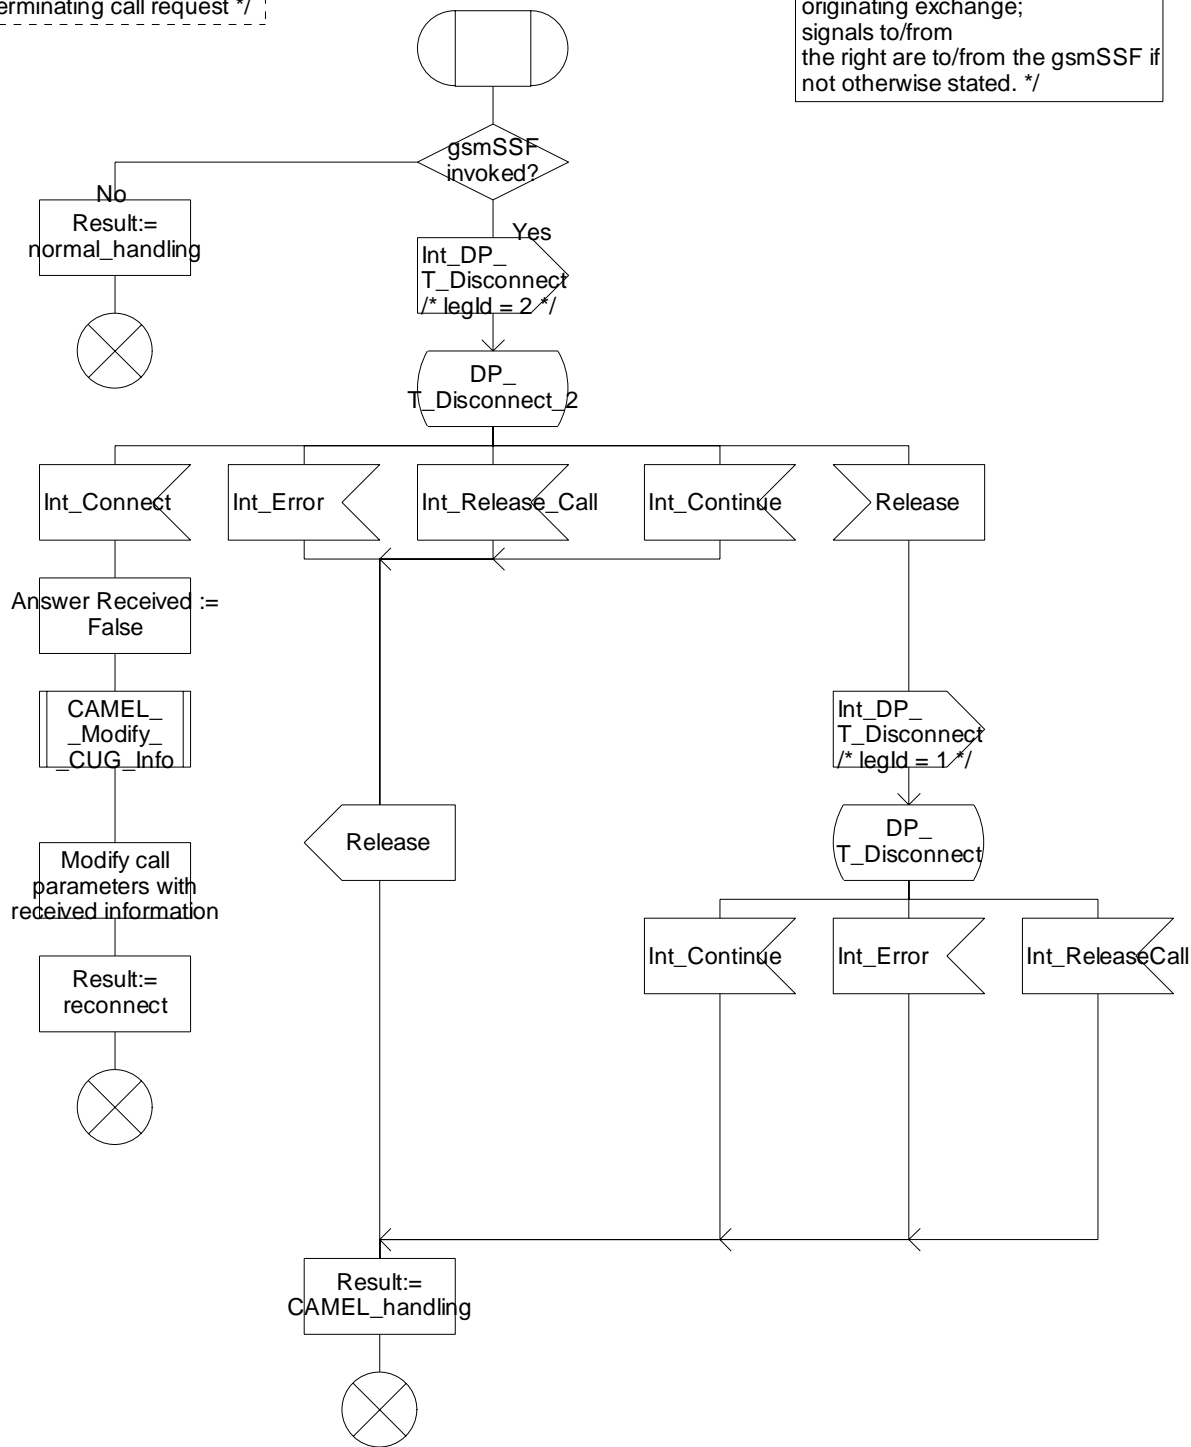 erminating call request */
originating exchange;
signals to/from
the right are to/from the gsmSSF if
not otherwise stated. */
gsmSSF
invoked?
No
Yes
Result:=
normal_handling
Int_DP_
T_Disconnect
/* legId = 2 */
DP_
T_Disconnect_2
Int_Connect
Int_Error
Int_Release_Call
Int_Continue
Release
Answer Received :=
False
CAMEL_
_Modify_
_CUG_Info
Int_DP_
T_Disconnect
/* legId = 1 */
Release
DP_
T_Disconnect
Modify call
parameters with
received information
Int_Continue
Int_Error
Int_ReleaseCall
Result:=
reconnect
Result:=
CAMEL_handling